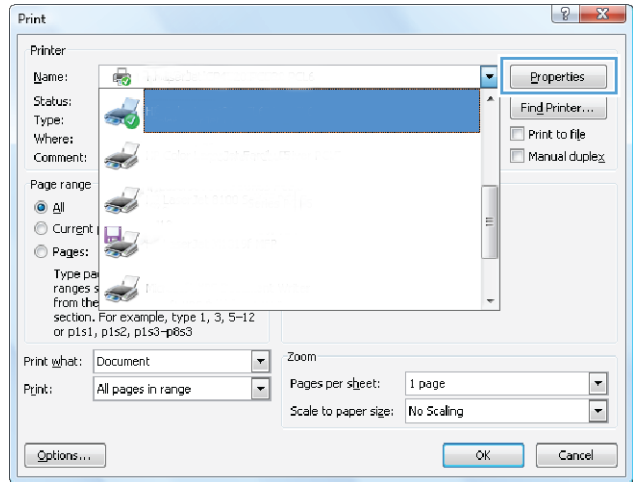 Print
Printer
Name:
Properties
Status:
Find Printer...
Type:
Where:
Print to file
Comment:
Manual duplex
Page range
All
Current
Pages:
Type
ranges
from the
section. For example, type 1, 3, 5–12
or p1s1, p1s2, p1s3–p8s3
Print what: Document
Print: All pages in range
Zoom
Pages per sheet: 1 page
Scale to paper size: No Scaling
Options...
OK
Cancel